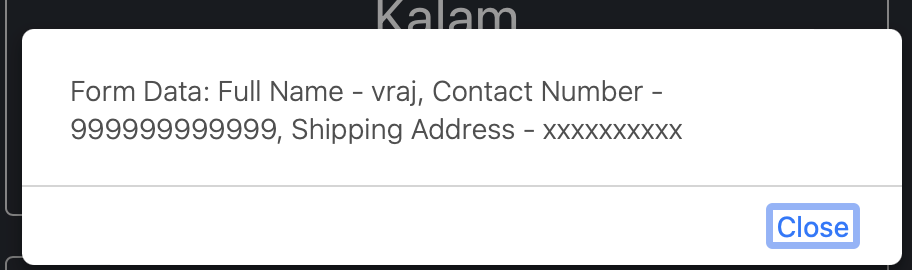 Kalam
Form Data: Full Name - vraj, Contact Number -
999999999999, Shipping Address - xxxxxxxxxx
Close